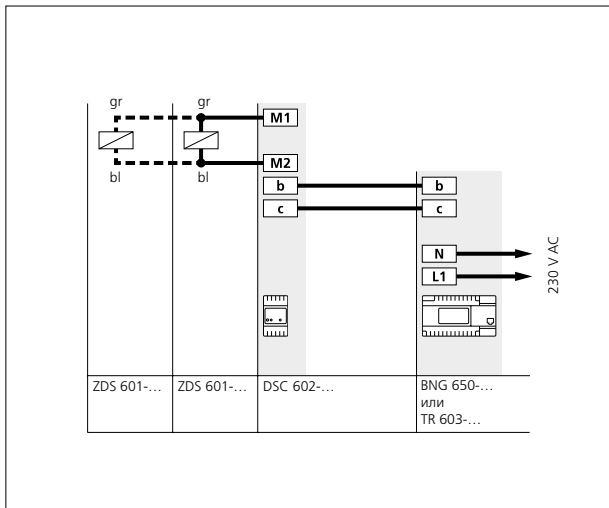 gr
gr
M1
M2
bl
bl
b
b
c
c
N
L1
230 V AC
ZDS 601-…
ZDS 601-…
DSC 602-…
BNG 650-…
или
TR 603-…